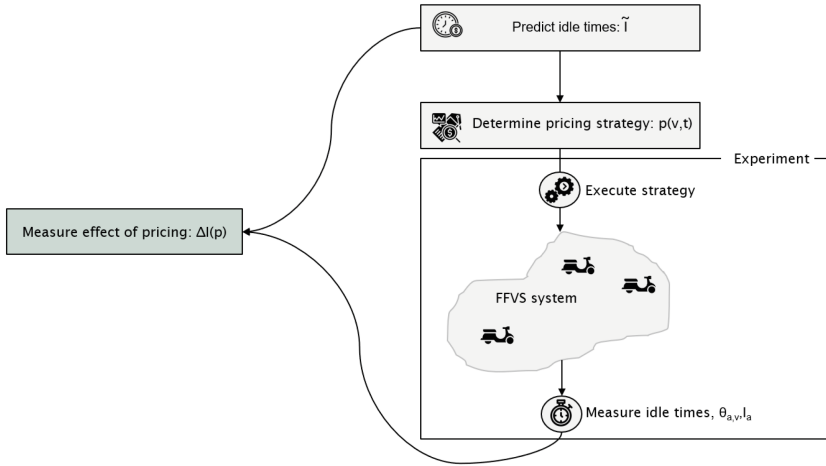 Predict idle times: Ĩ
Determine pricing strategy: p(v,t)
Experiment
Execute strategy
Measure effect of pricing: ΔI(p)
FFVS system
Measure idle times, θₐ,ᵥ,Iₐ